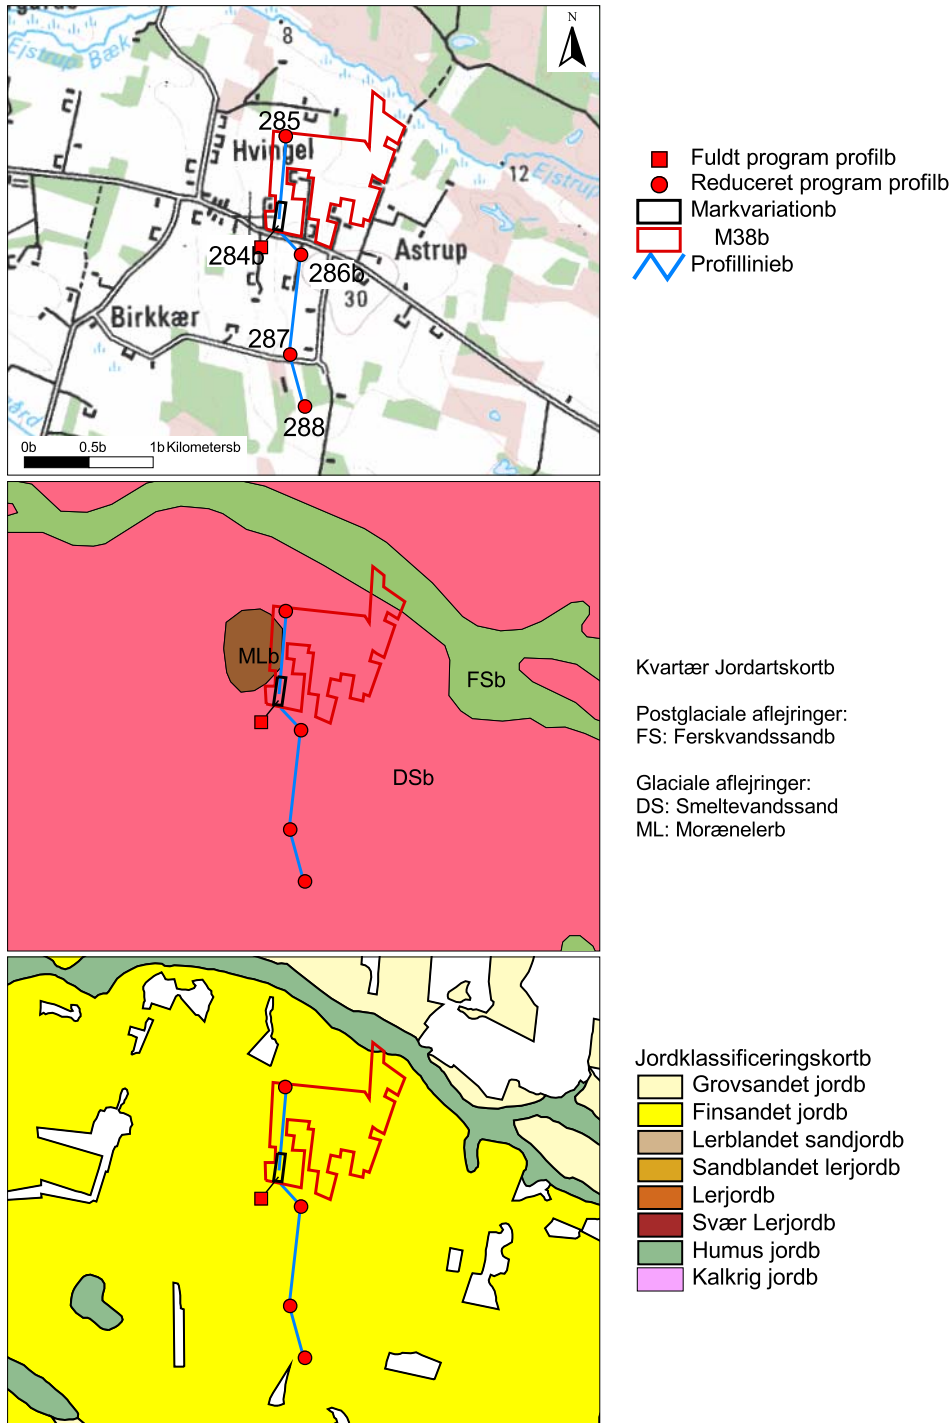 8
N
Ejstrup Bæk
285
Hvingel
12
Ejstrup
284b
Astrup
286b
30
Birkkær
287
288
0b 0.5b 1b Kilometersb
Fuldt program profilb
Reduceret program profilb
Markvariationb
M38b
Profillinieb
MLb
FSb
DSb
Kvartær Jordartskortb
Postglaciale aflejringer:
FS: Ferskvandssandb
Glaciale aflejringer:
DS: Smeltevandssand
ML: Morænelerb
Jordklassificeringskortb
Grovsandet jordb
Finsandet jordb
Lerblandet sandjordb
Sandblandet lerjordb
Lerjordb
Svær Lerjordb
Humus jordb
Kalkrig jordb